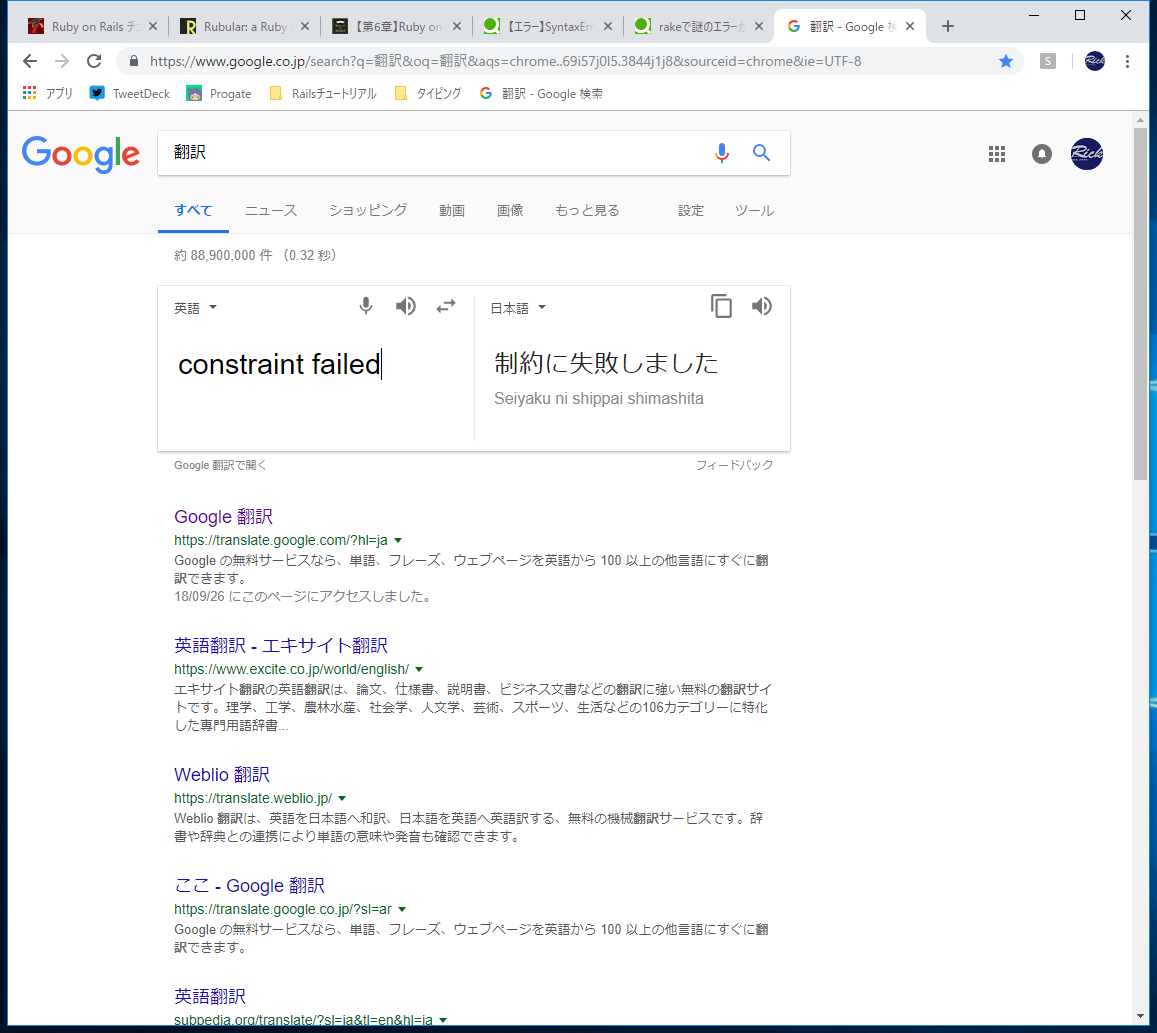 Ruby on Rails チ
Rubular: a Ruby
【第6章】Ruby on
【エラー】SyntaxErr
rakeで謎のエラーが
翻訳 - Google 検
https://www.google.co.jp/search?q=翻訳&oq=翻訳&aqs=chrome..69i57j0l5.3844j1j8&sourceid=chrome&ie=UTF-8
S
Rick
アプリ
TweetDeck
Progate
Railsチュートリアル
タイピング
翻訳 - Google 検索
Google
翻訳
Rick
すべて
ニュース
ショッピング
動画
画像
もっと見る
設定
ツール
約 88,900,000 件 （0.32 秒）
英語
日本語
constraint failed
制約に失敗しました
Seiyaku ni shippai shimashita
Google 翻訳で開く
フィードバック
Google 翻訳
https://translate.google.com/?hl=ja
Google の無料サービスなら、単語、フレーズ、ウェブページを英語から 100 以上の他言語にすぐに翻
訳できます。
18/09/26 にこのページにアクセスしました。
英語翻訳 - エキサイト翻訳
https://www.excite.co.jp/world/english/
エキサイト翻訳の英語翻訳は、論文、仕様書、説明書、ビジネス文書などの翻訳に強い無料の翻訳サイ
トです。理学、工学、農林水産、社会学、人文学、芸術、スポーツ、生活などの106カテゴリーに特化
した専門用語辞書...
Weblio 翻訳
https://translate.weblio.jp/
Weblio 翻訳は、英語を日本語へ和訳、日本語を英語へ英語訳する、無料の機械翻訳サービスです。辞
書や辞典との連携により単語の意味や発音も確認できます。
ここ - Google 翻訳
https://translate.google.co.jp/?sl=ar
Google の無料サービスなら、単語、フレーズ、ウェブページを英語から 100 以上の他言語にすぐに翻
訳できます。
英語翻訳
subpedia.org/translate/?sl=ja&tl=en&hl=ja